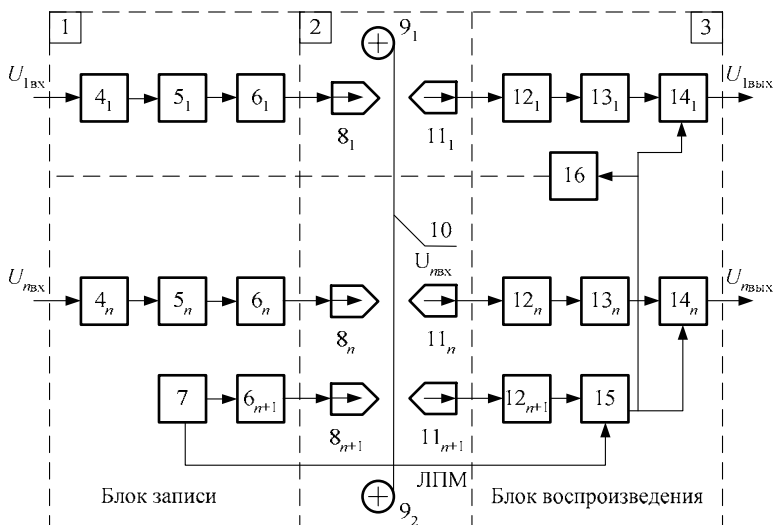 1 2 9₁ 3
U₁вх 4₁ 5₁ 6₁ 12₁ 13₁ 14₁ U₁вых
8₁ 11₁
16
10
Uₙвх
Uₙвх 4ₙ 5ₙ 6ₙ 12ₙ 13ₙ 14ₙ Uₙвых
8ₙ 11ₙ
7 6ₙ₊₁ 12ₙ₊₁ 15
8ₙ₊₁ 11ₙ₊₁
ЛПМ
Блок записи 9₂ Блок воспроизведения